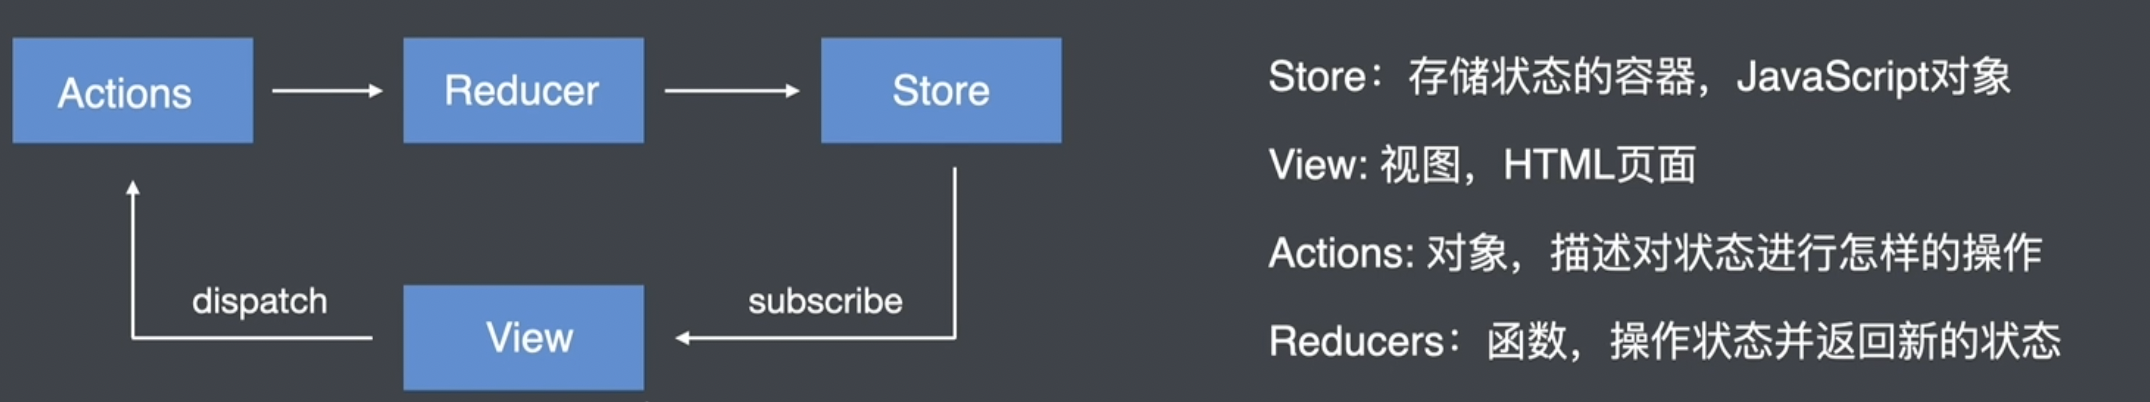 Actions
Reducer
Store
dispatch
View
subscribe
Store：存储状态的容器，JavaScript对象
View: 视图，HTML页面
Actions: 对象，描述对状态进行怎样的操作
Reducers：函数，操作状态并返回新的状态